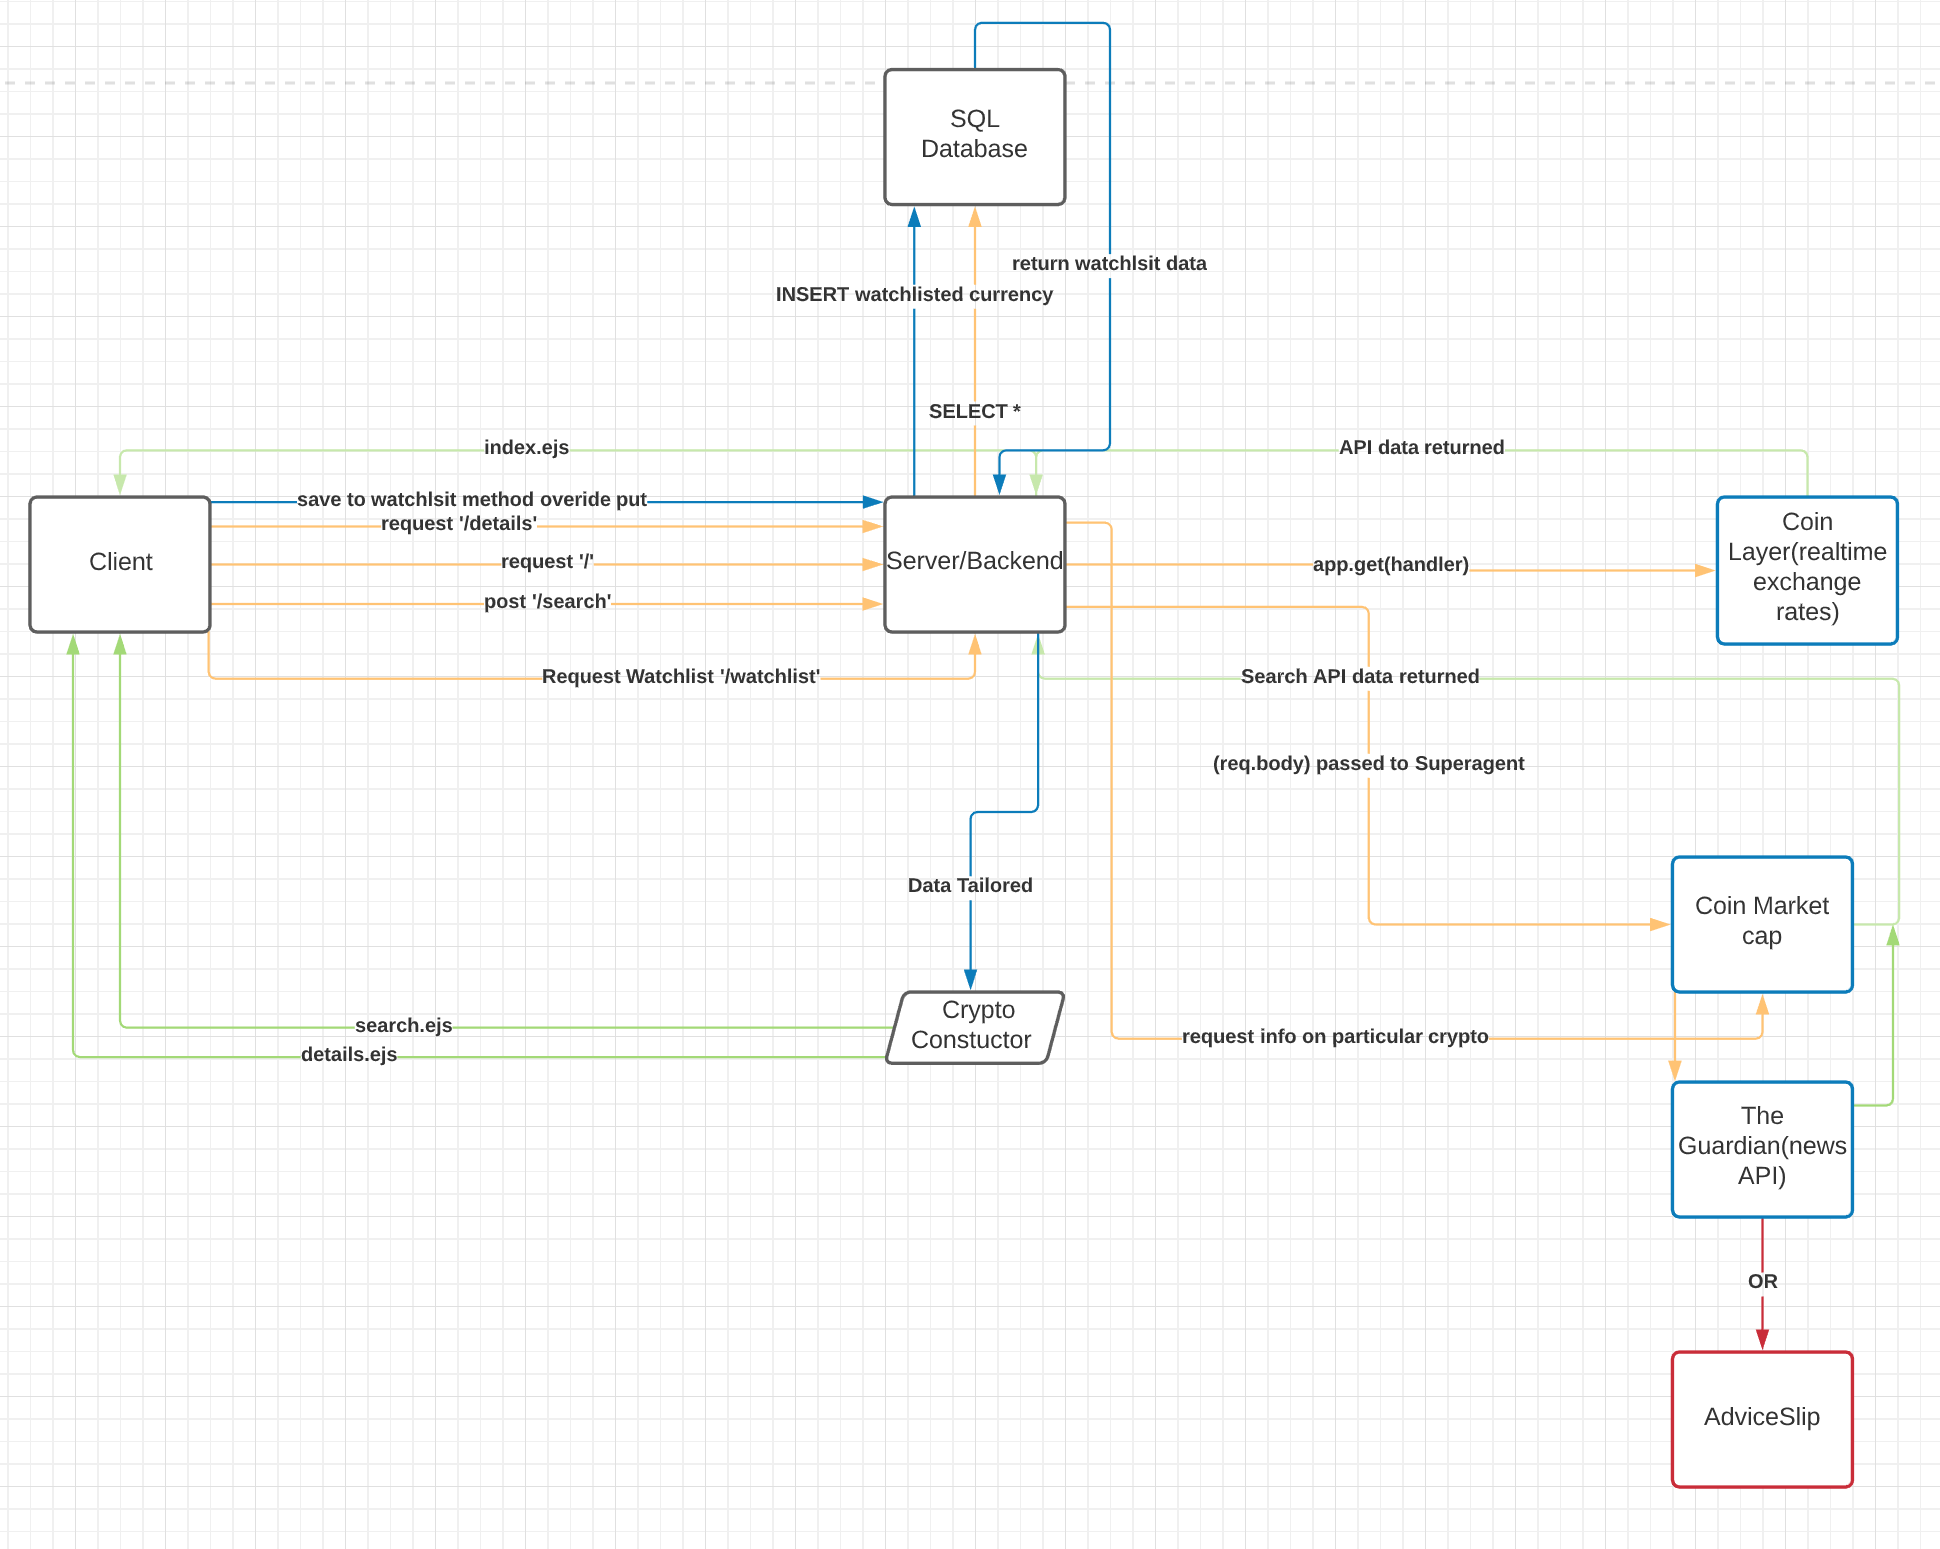 SQL
Database
return watchlsit data
INSERT watchlisted currency
SELECT *
index.ejs
API data returned
save to watchlsit method overide put
request '/details'
Client
request '/'
post '/search'
Server/Backend
app.get(handler)
Coin
Layer(realtime
exchange
rates)
Request Watchlist '/watchlist'
Search API data returned
(req.body) passed to Superagent
Data Tailored
Coin Market
cap
Crypto
Constuctor
search.ejs
details.ejs
request info on particular crypto
The
Guardian(news
API)
OR
AdviceSlip